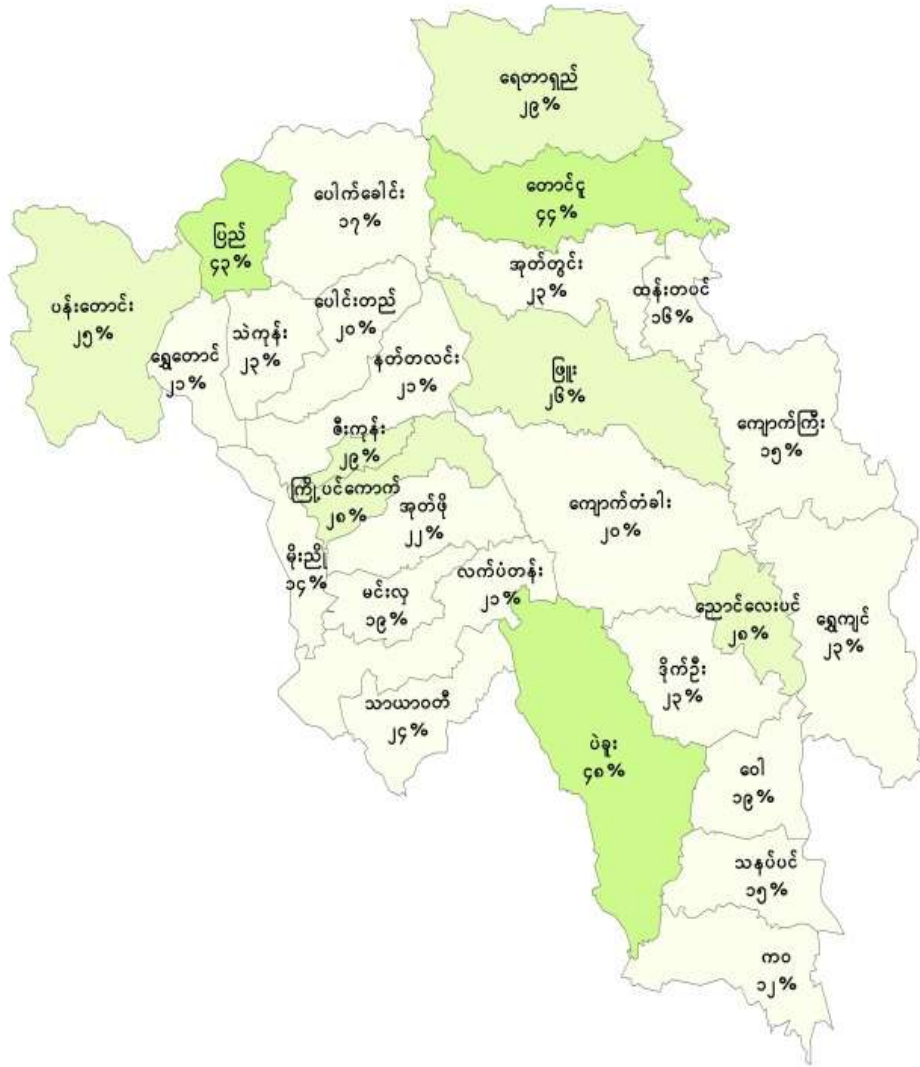 ရေတာရှည်
၂၉%
တောင်ငူ
၄၄%
ပေါက်ခေါင်း
၁၇%
ပြည်
၄၃%
အုတ်တွင်း
၂၃%
ထန်းတပင်
၁၆%
ပန်းတောင်း
၂၅%
ရွှေတောင်
၂၁%
သဲကုန်း
၂၃%
ပေါင်းတည်
၂၀%
နတ်တလင်း
၂၁%
ဖြူး
၂၆%
ကျောက်ကြီး
၁၅%
ဇီးကုန်း
၂၉%
ကြို့ပင်ကောက်
၂၈%
အုတ်ဖို
၂၂%
ကျောက်တံခါး
၂၀%
မိုးညို
၁၄%
မင်းလှ
၁၉%
လက်ပံတန်း
၂၁%
ညောင်လေးပင်
၂၈%
ရွှေကျင်
၂၃%
ဒိုက်ဦး
၂၃%
သာယာဝတီ
၂၄%
ပဲခူး
၄၈%
ဝေါ
၁၉%
သနပ်ပင်
၁၅%
ကဝ
၁၂%